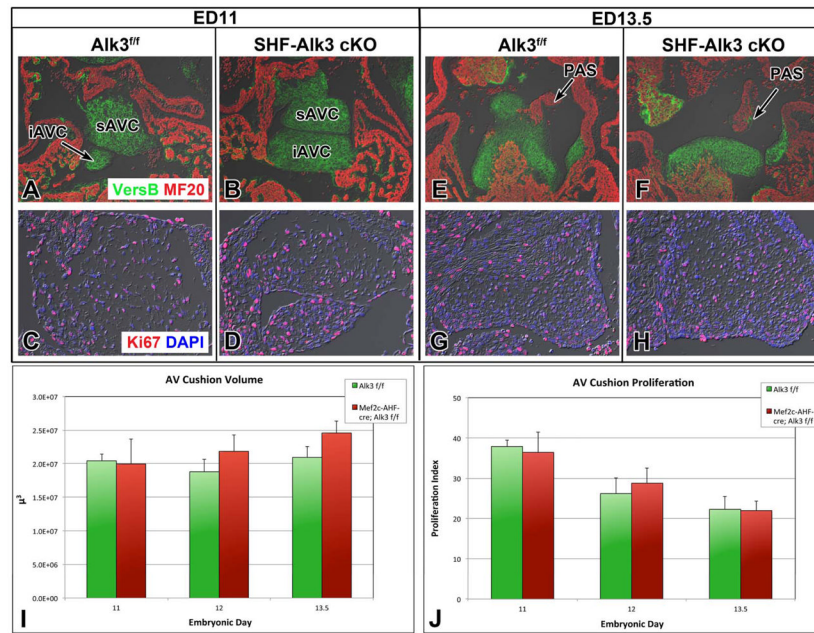 ED11 ED13.5
Alk3f/f SHF-Alk3 cKO Alk3f/f SHF-Alk3 cKO
sAVC iAVC A VersB MF20
sAVC iAVC B
PAS E
PAS F
C Ki67 DAPI
D
G
H
AV Cushion Volume
Alk3 f/f
Mef2c-AHF-
cre; Alk3 f/f
3.0E+07
2.5E+07
2.0E+07
1.5E+07
1.0E+07
5.0E+06
0.0E+00
μ3
11 12 13.5
Embryonic Day
I
AV Cushion Proliferation
Alk3 f/f
Mef2c-AHF-
cre; Alk3 f/f
50
40
30
20
10
0
Proliferation Index
11 12 13.5
Embryonic Day
J